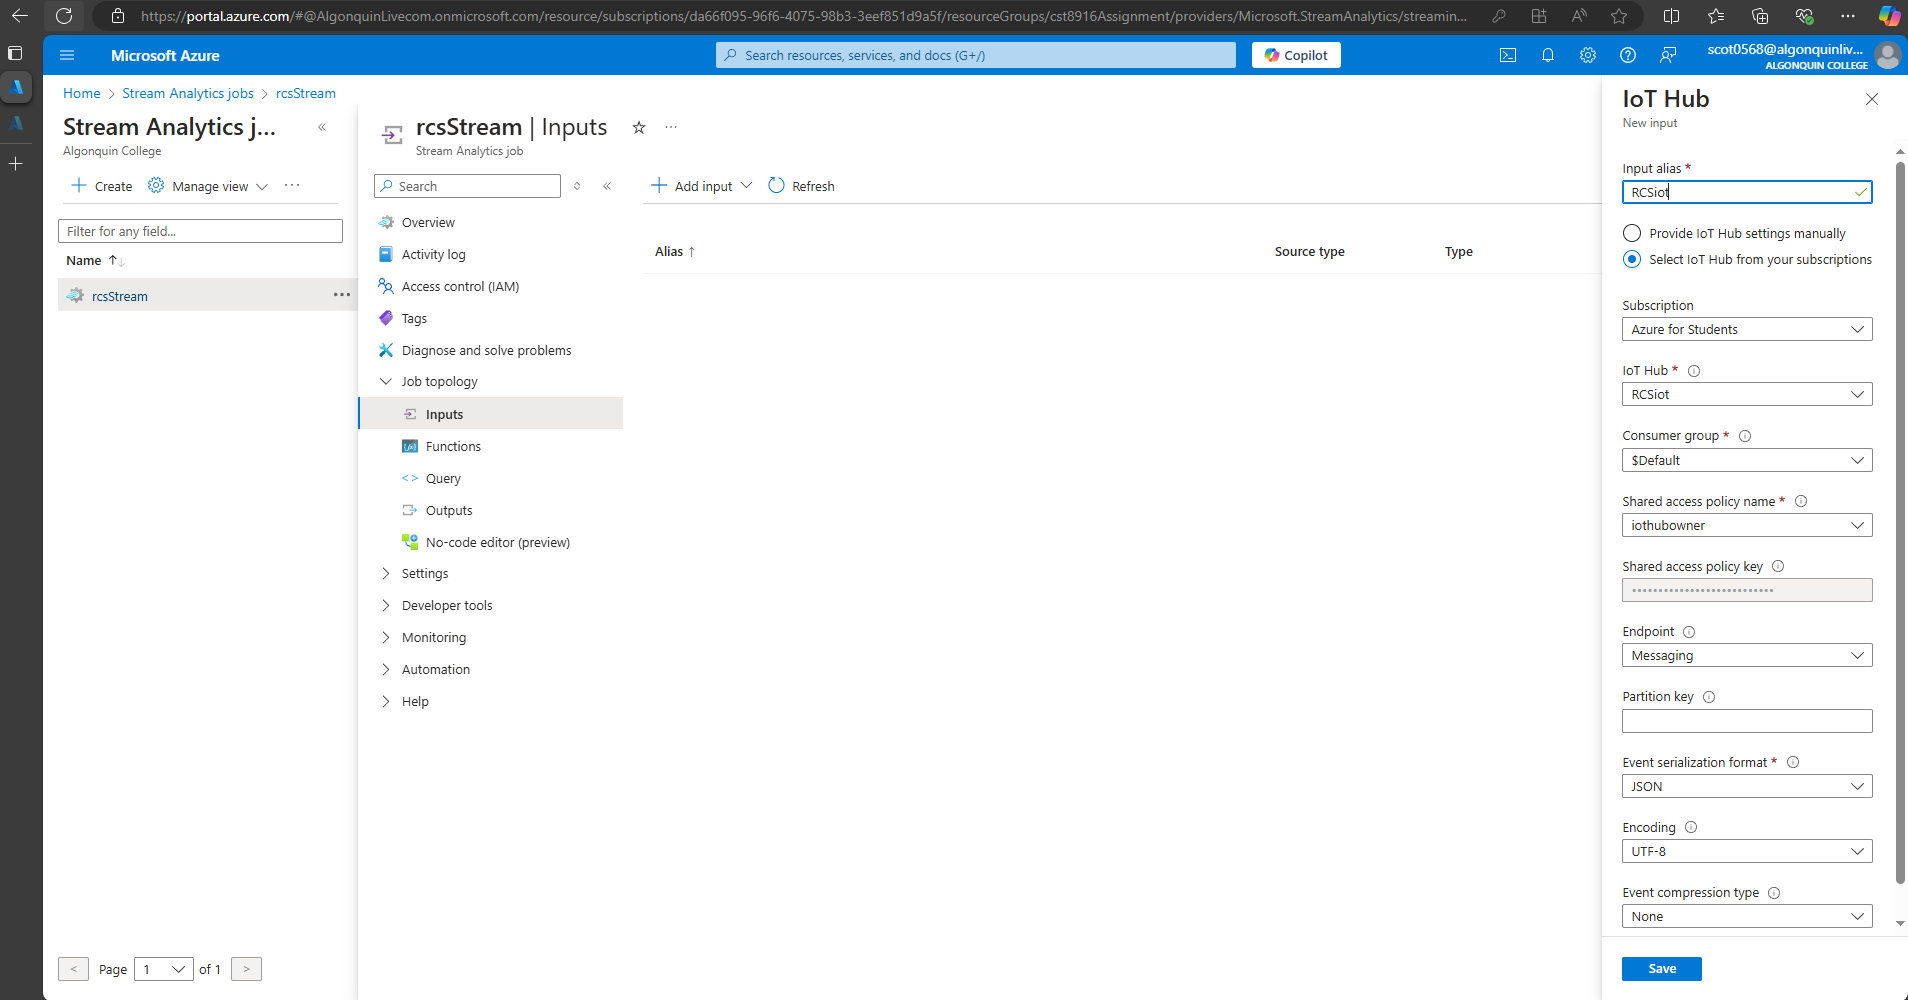 https://portal.azure.com/#@AlgonquinLivecom.onmicrosoft.com/resource/subscriptions/da66f095-96f6-4075-98b3-3eef851d9a5f/resourceGroups/cst8916Assignment/providers/Microsoft.StreamAnalytics/streamin...
Microsoft Azure
Search resources, services, and docs (G+/)
Copilot
scot0568@algonquinliv...
ALGONQUIN COLLEGE
Home > Stream Analytics jobs > rcsStream
Stream Analytics j...
Algonquin College
Create
Manage view
Filter for any field...
Name
rcsStream
Page 1 of 1
rcsStream | Inputs
Stream Analytics job
Search
Add input
Refresh
Overview
Activity log
Access control (IAM)
Tags
Diagnose and solve problems
Job topology
Inputs
Functions
Query
Outputs
No-code editor (preview)
Settings
Developer tools
Monitoring
Automation
Help
Alias ↑
Source type
Type
IoT Hub
New input
Input alias *
RCSiot
Provide IoT Hub settings manually
Select IoT Hub from your subscriptions
Subscription
Azure for Students
IoT Hub *
RCSiot
Consumer group *
$Default
Shared access policy name *
iothubowner
Shared access policy key
•••••••••••••••••••••••••••
Endpoint
Messaging
Partition key
Event serialization format *
JSON
Encoding
UTF-8
Event compression type
None
Save